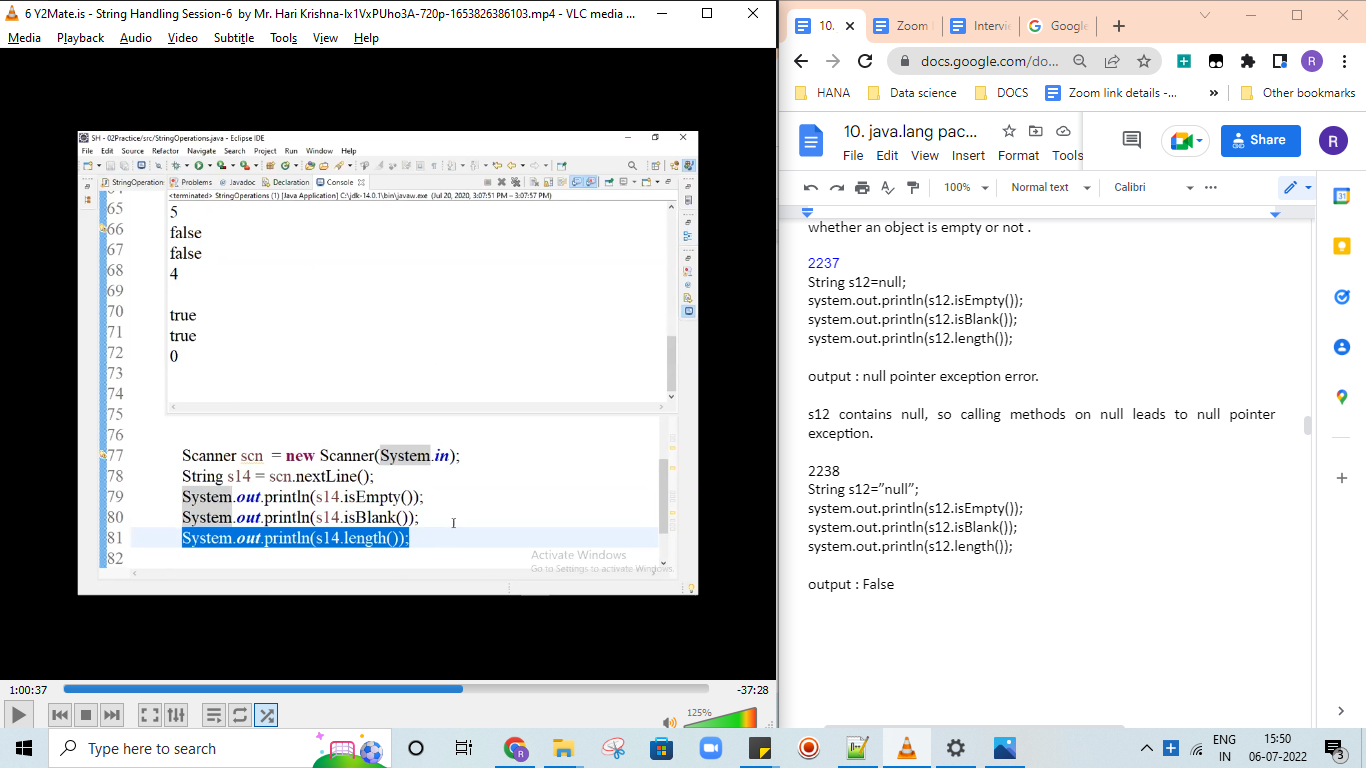 6 Y2Mate.is - String Handling Session-6 by Mr. Hari Krishna-lx1VxPUho3A-720p-1653826386103.mp4 - VLC media ...
Media Playback Audio Video Subtitle Tools View Help
SH - 02Practice/src/StringOperations.java - Eclipse IDE
File Edit Source Refactor Navigate Search Project Run Window Help
StringOperation Problems @ Javadoc Declaration Console
<terminated> StringOperations (1) [Java Application] C:\jdk-14.0.1\bin\javaw.exe (Jul 20, 2020, 3:07:51 PM – 3:07:57 PM)
65 5
66 false
67 false
68 4
69
70 true
71 true
72 0
73
74
75
76
77 Scanner scn = new Scanner(System.in);
78 String s14 = scn.nextLine();
79 System.out.println(s14.isEmpty());
80 System.out.println(s14.isBlank());
81 System.out.println(s14.length());
82
Activate Windows
Go to Settings to activate Windows.
1:00:37 -37:28
125%
10. Zoom Intervi Google
docs.google.com/do...
R
HANA Data science DOCS Zoom link details -... » Other bookmarks
10. java.lang pac...
File Edit View Insert Format Tools
Share
R
100% Normal text Calibri
whether an object is empty or not .
2237
String s12=null;
system.out.println(s12.isEmpty());
system.out.println(s12.isBlank());
system.out.println(s12.length());
output : null pointer exception error.
s12 contains null, so calling methods on null leads to null pointer
exception.
2238
String s12=”null”;
system.out.println(s12.isEmpty());
system.out.println(s12.isBlank());
system.out.println(s12.length());
output : False
31
Type here to search
R
ENG
IN
15:50
06-07-2022
3